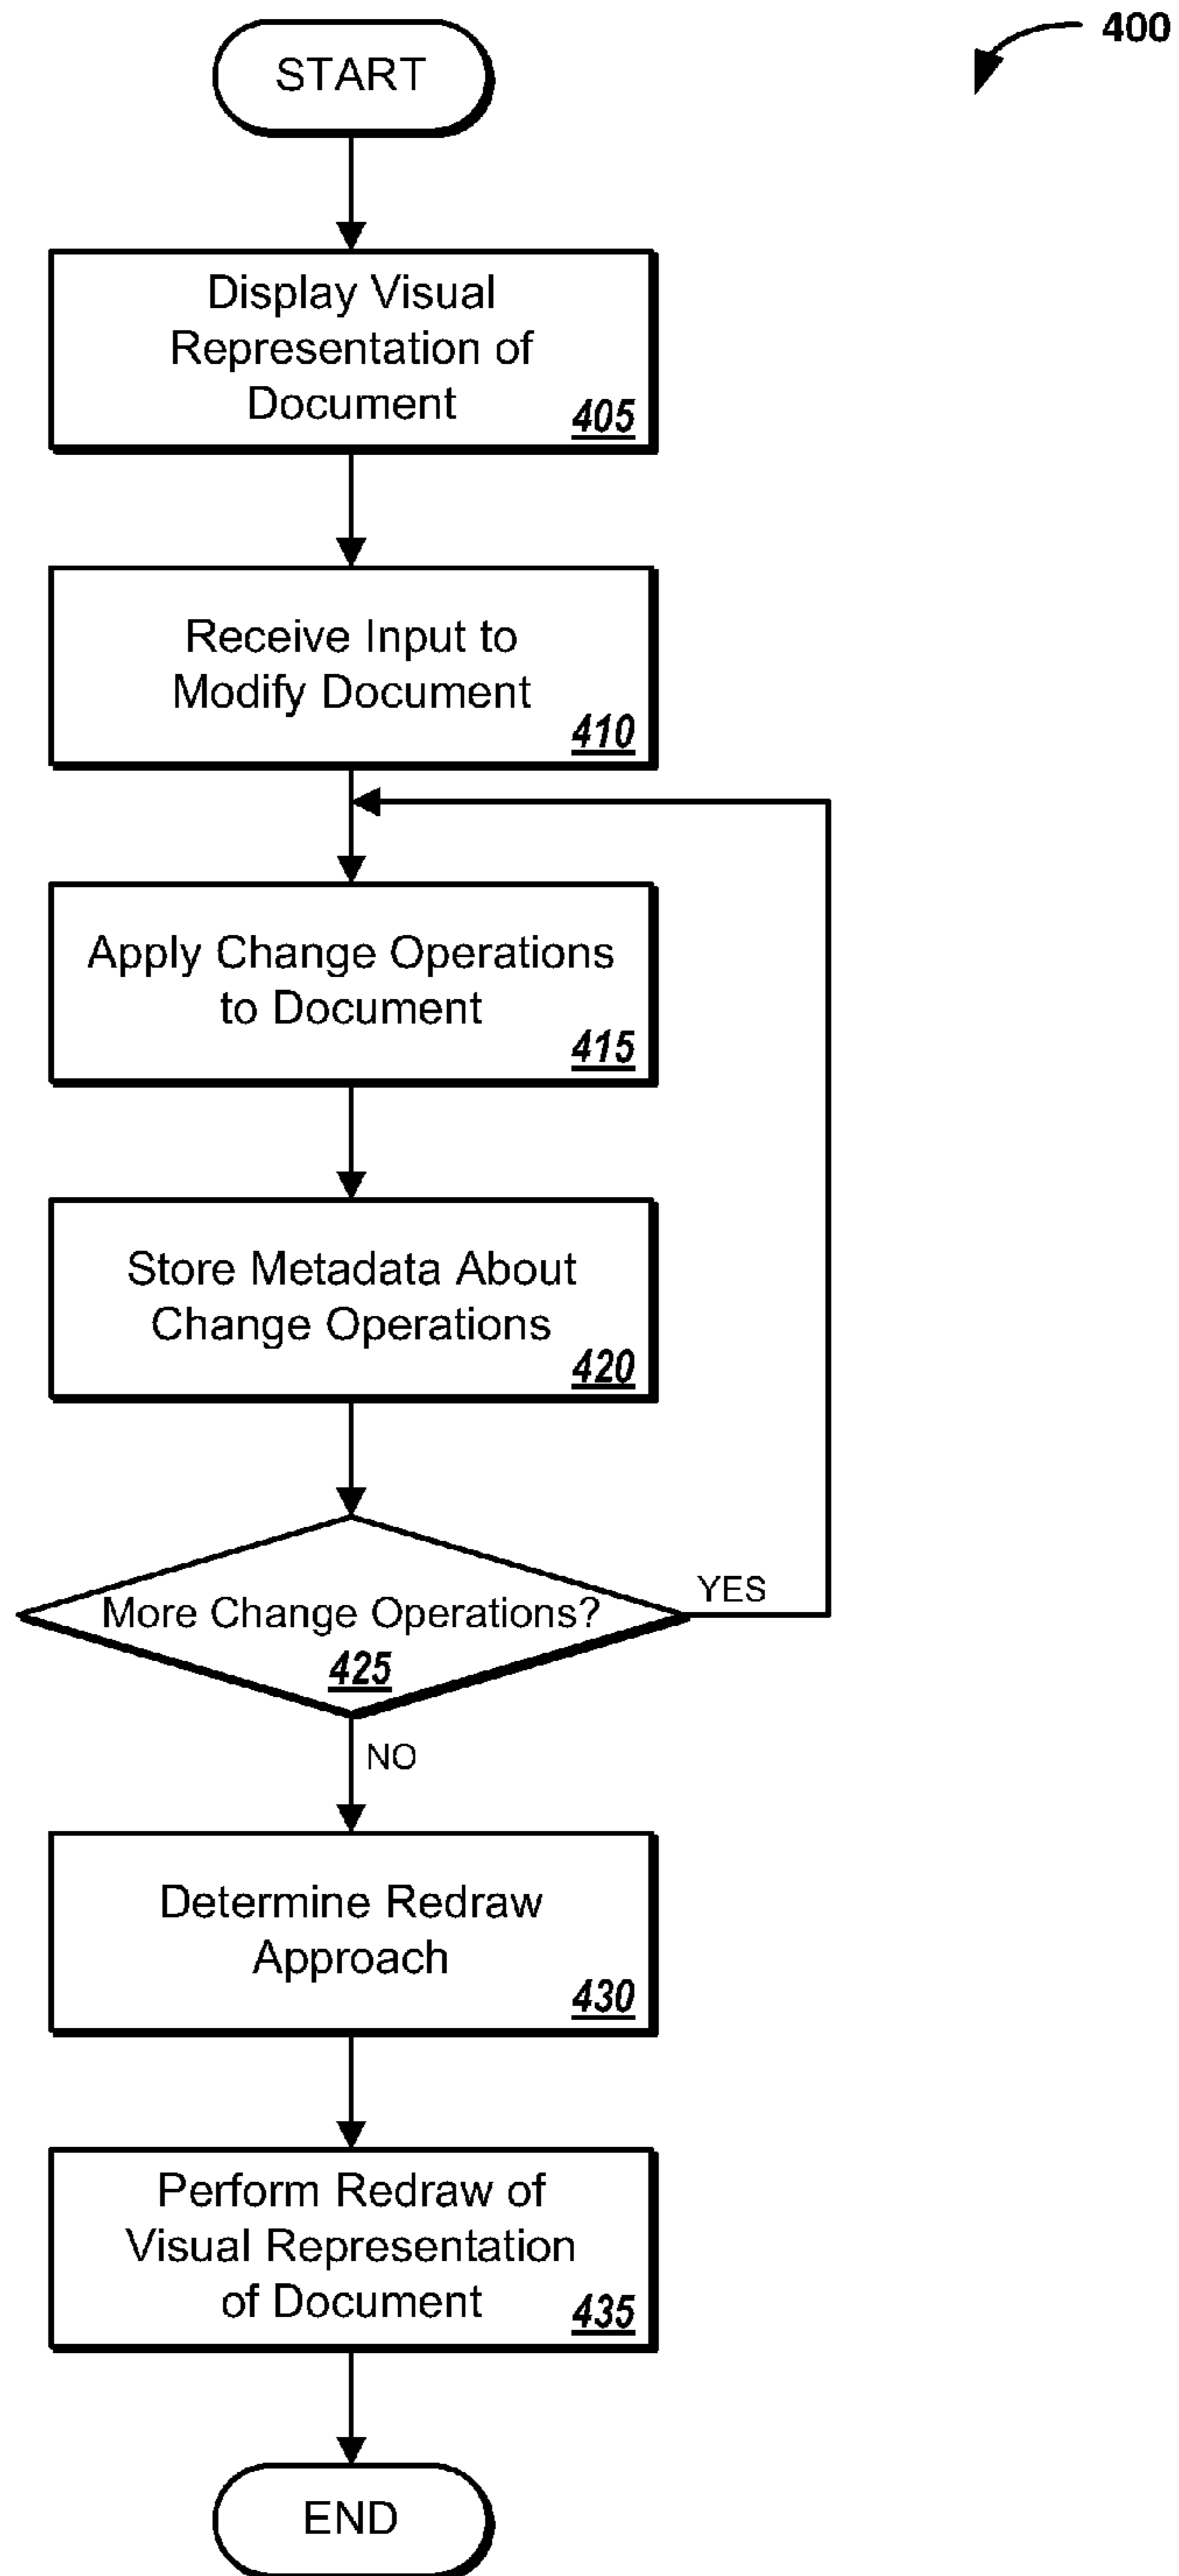 400
START
Display Visual
Representation of
Document
405
Receive Input to
Modify Document
410
Apply Change Operations
to Document
415
Store Metadata About
Change Operations
420
More Change Operations?
425
YES
NO
Determine Redraw
Approach
430
Perform Redraw of
Visual Representation
of Document
435
END